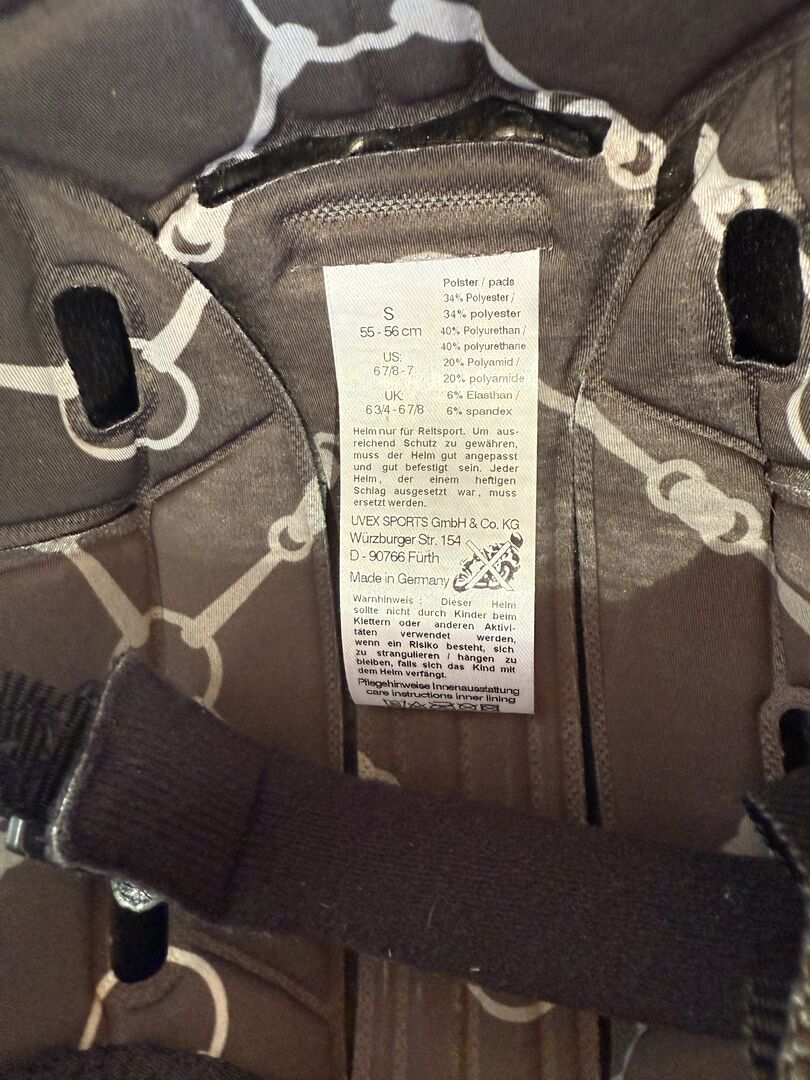 S
55 - 56 cm
US:
6 7/8 - 7
UK:
6 3/4 - 6 7/8
Polster / pads
34% Polyester /
34% polyester
40% Polyurethan /
40% polyurethane
20% Polyamid /
20% polyamide
6% Elasthan /
6% spandex
Helm nur für Reitsport. Um aus-
reichend Schutz zu gewähren,
muss der Helm gut angepasst
und gut befestigt sein. Jeder
Helm, der einem heftigen
Schlag ausgesetzt war, muss
ersetzt werden.
UVEX SPORTS GmbH & Co. KG
Würzburger Str. 154
D - 90766 Fürth
Made in Germany
Warnhinweis : Dieser Helm
sollte nicht durch Kinder beim
Klettern oder anderen Aktivi-
täten verwendet werden,
wenn ein Risiko besteht, sich
zu strangulieren / hängen zu
bleiben, falls sich das Kind mit
dem Helm verfängt.
Pflegehinweise Innenausstattung
care instructions inner lining